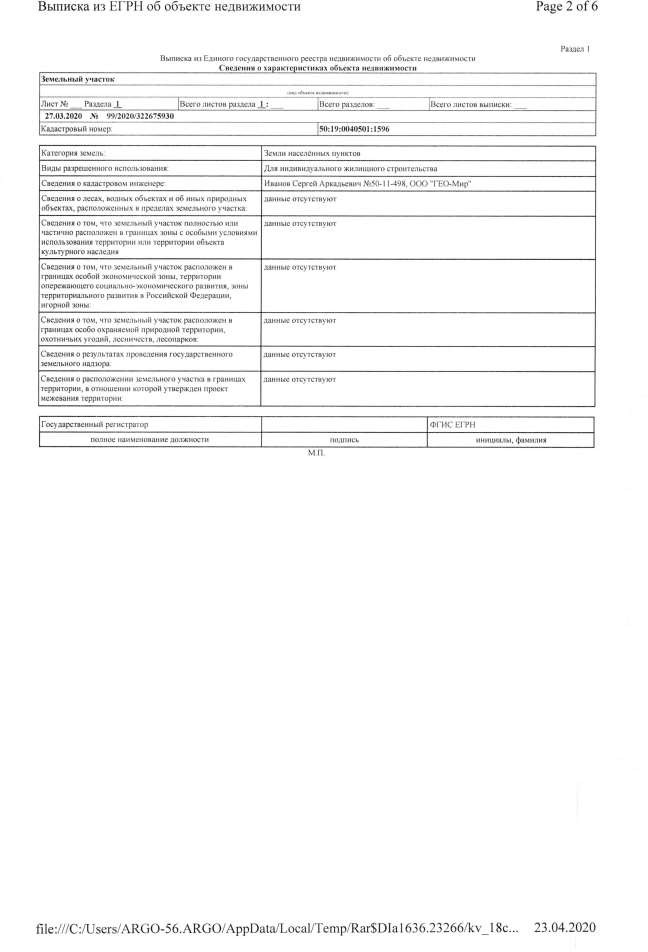 Выписка из ЕГРН об объекте недвижимости Page 2 of 6
Раздел 1
Выписка из Единого государственного реестра недвижимости об объекте недвижимости
Сведения о характеристиках объекта недвижимости
Земельный участок
(вид объекта недвижимости)
Лист № ___ Раздела 1 Всего листов раздела 1 : ___ Всего разделов: ___ Всего листов выписки: ___
27.03.2020 № 99/2020/322675930
Кадастровый номер: 50:19:0040501:1596
Категория земель: Земли населённых пунктов
Виды разрешенного использования: Для индивидуального жилищного строительства
Сведения о кадастровом инженере: Иванов Сергей Аркадьевич №50-11-498, ООО "ГЕО-Мир"
Сведения о лесах, водных объектах и об иных природных данные отсутствуют
объектах, расположенных в пределах земельного участка:
Сведения о том, что земельный участок полностью или данные отсутствуют
частично расположен в границах зоны с особыми условиями
использования территории или территории объекта
культурного наследия
Сведения о том, что земельный участок расположен в данные отсутствуют
границах особой экономической зоны, территории
опережающего социально-экономического развития, зоны
территориального развития в Российской Федерации,
игорной зоны:
Сведения о том, что земельный участок расположен в данные отсутствуют
границах особо охраняемой природной территории,
охотничьих угодий, лесничеств, лесопарков:
Сведения о результатах проведения государственного данные отсутствуют
земельного надзора:
Сведения о расположении земельного участка в границах данные отсутствуют
территории, в отношении которой утвержден проект
межевания территории:
Государственный регистратор ФГИС ЕГРН
полное наименование должности подпись инициалы, фамилия
М.П.
file:///C:/Users/ARGO-56.ARGO/AppData/Local/Temp/Rar$DIa1636.23266/kv_18c... 23.04.2020